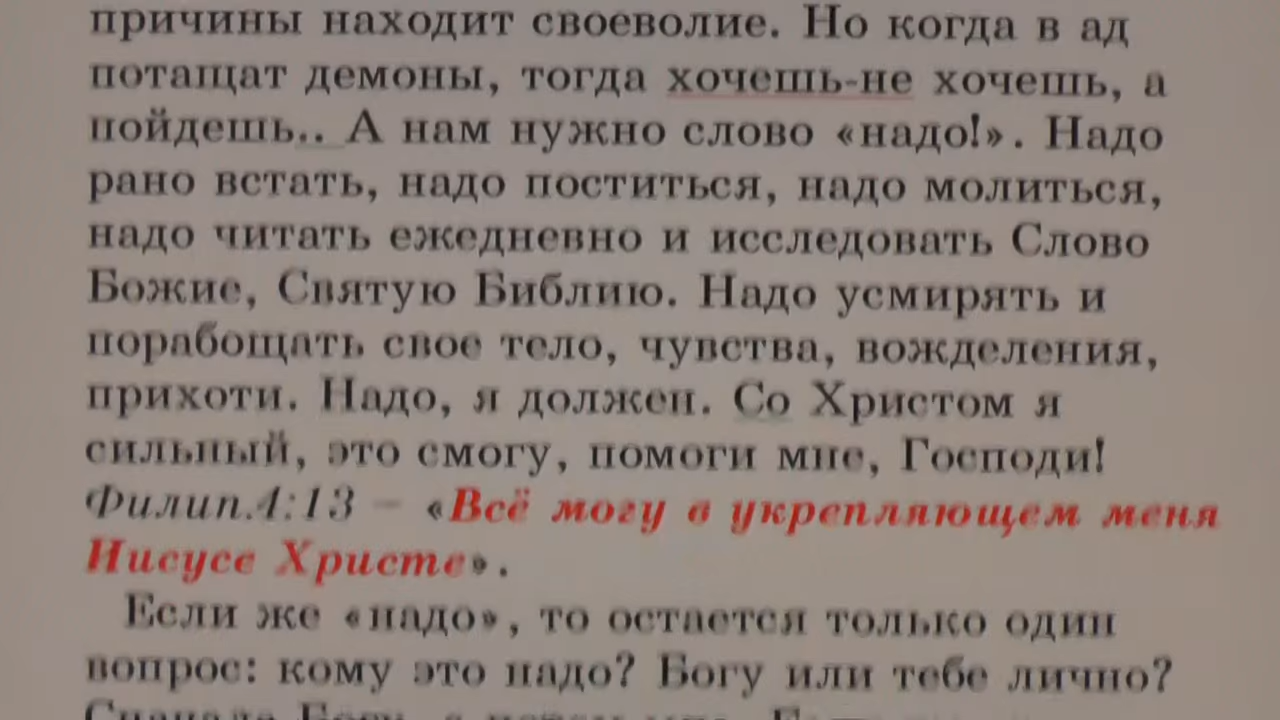 причины находит своеволие. Но когда в ад
потащат демоны, тогда хочешь-не хочешь, а
пойдешь.. А нам нужно слово «надо!». Надо
рано встать, надо поститься, надо молиться,
надо читать ежедневно и исследовать Слово
Божие, Святую Библию. Надо усмирять и
порабощать свое тело, чувства, вожделения,
прихоти. Надо, я должен. Со Христом я
сильный, это смогу, помоги мне, Господи!
Филип.4:13 – «Всё могу в укрепляющем меня
Иисусе Христе».
Если же «надо», то остается только один
вопрос: кому это надо? Богу или тебе лично?
Сначала Богу, а